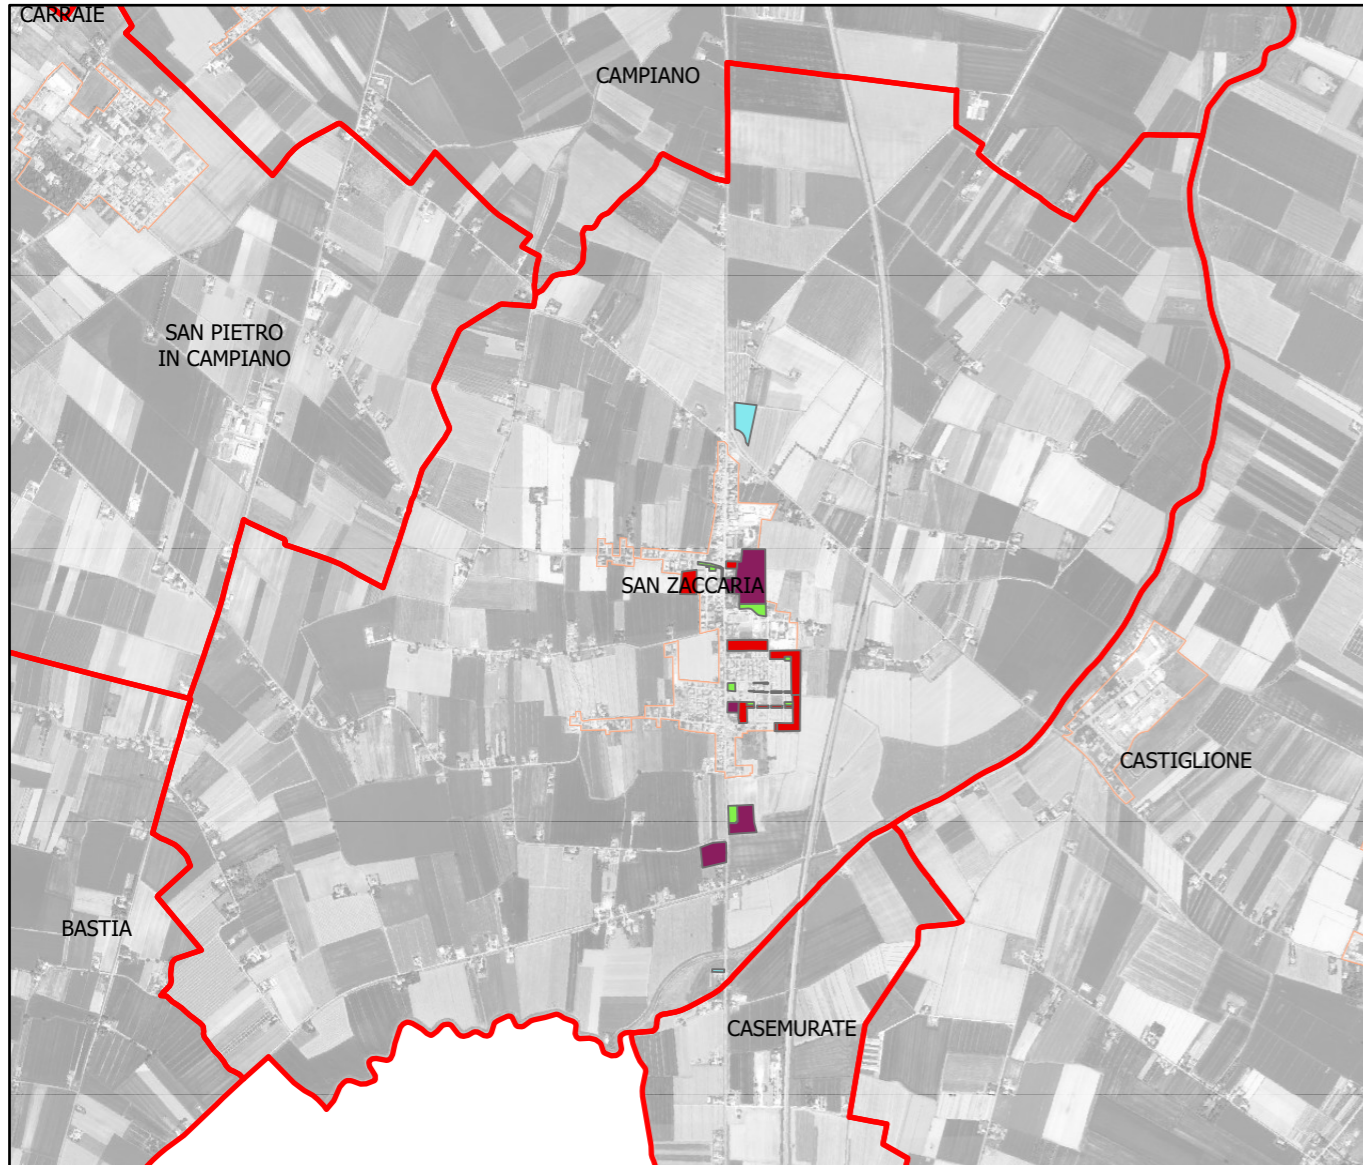 CARRAIE
CAMPIANO
SAN PIETRO
IN CAMPIANO
SAN ZACCARIA
CASTIGLIONE
BASTIA
CASEMURATE